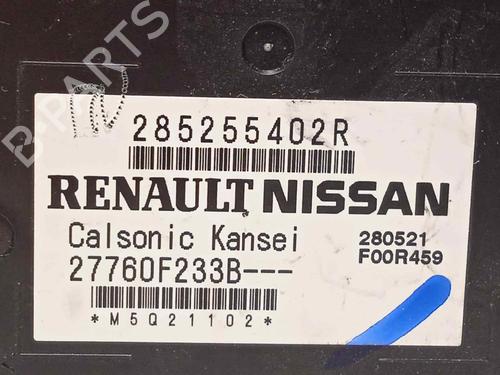 B-PARTS
285255402R
RENAULT NISSAN
Calsonic Kansei
280521
27760F233B---
F00R459
*M5Q21102*